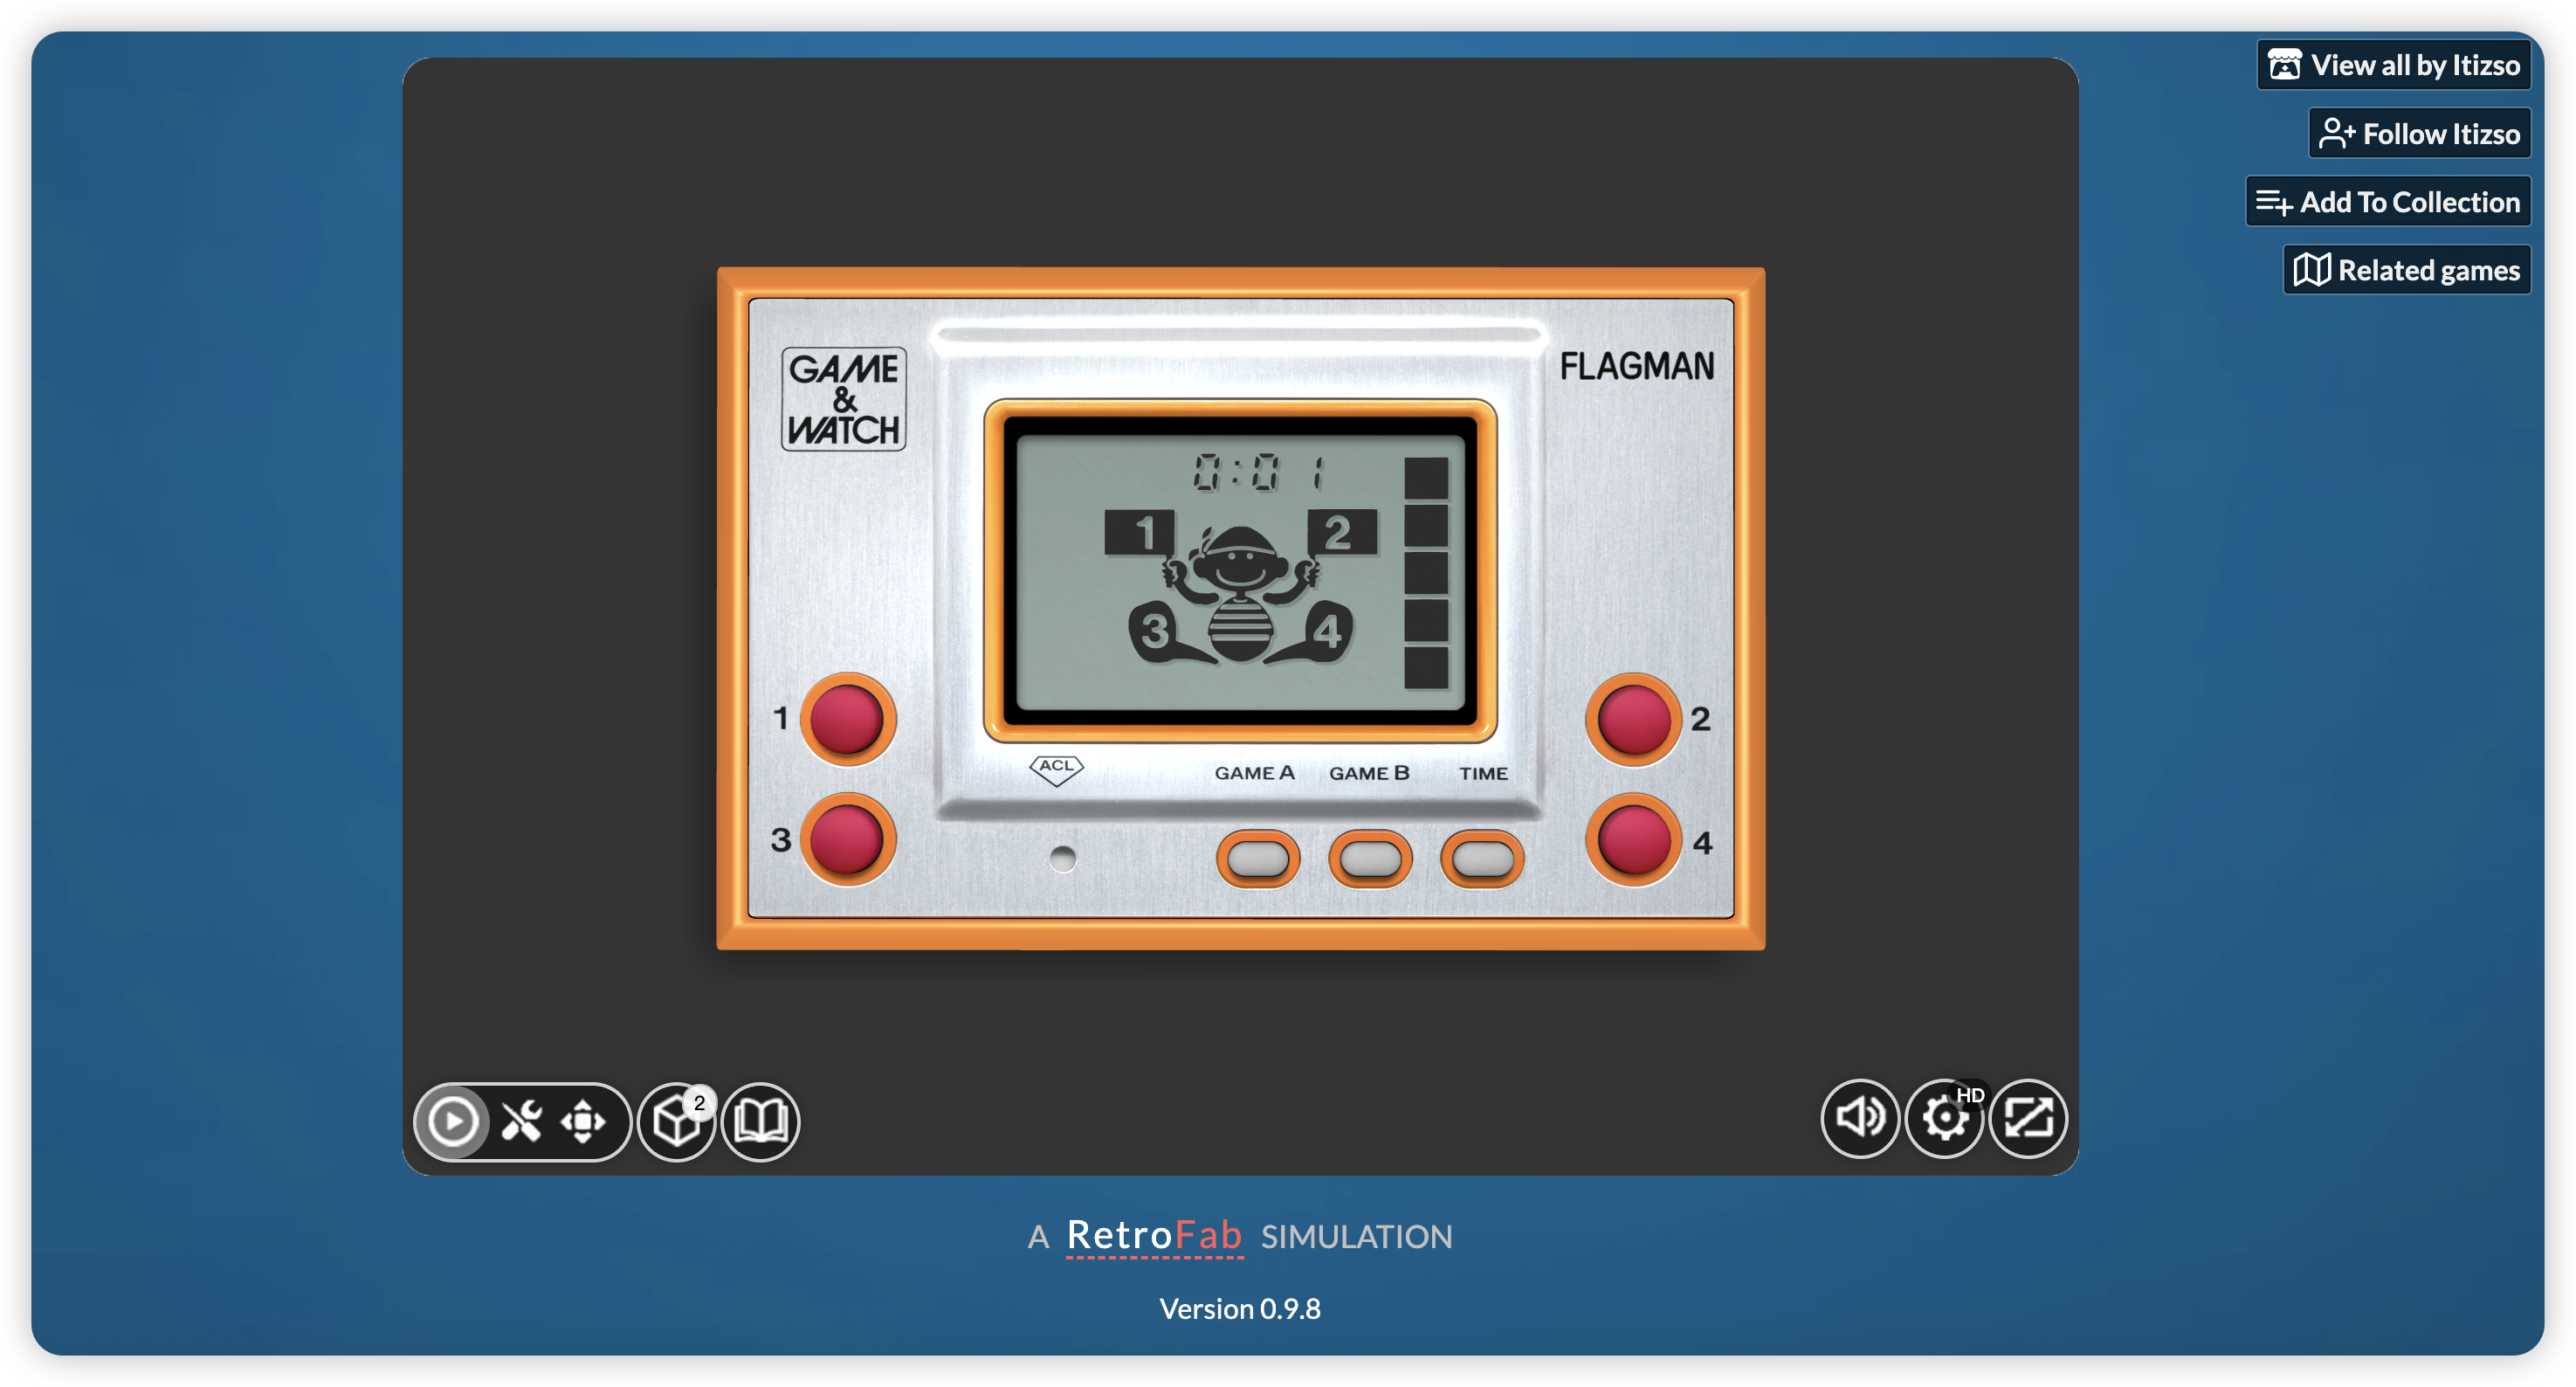 View all by Itizso
Follow Itizso
Add To Collection
Related games
GAME
&
WATCH
FLAGMAN
0:01
1
2
3
4
1
2
3
4
ACL
GAME A
GAME B
TIME
2
HD
A RetroFab SIMULATION
Version 0.9.8